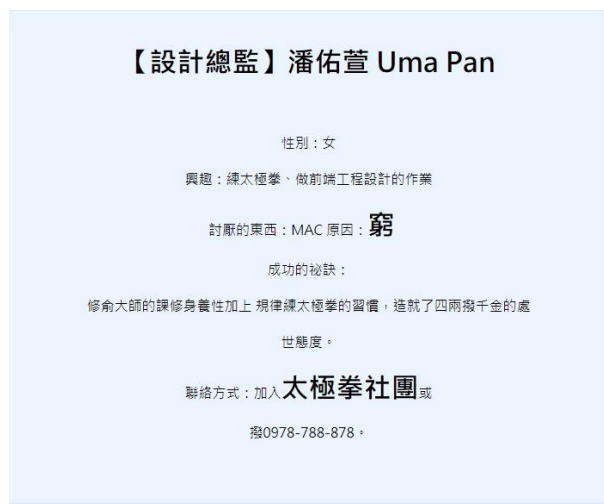 【設計總監】潘佑萱 Uma Pan
性別：女
興趣：練太極拳、做前端工程設計的作業
討厭的東西：MAC 原因：窮
成功的祕訣：
修俞大師的課修身養性加上 規律練太極拳的習慣，造就了四兩撥千金的處
世態度。
聯絡方式：加入太極拳社團或
撥0978-788-878。